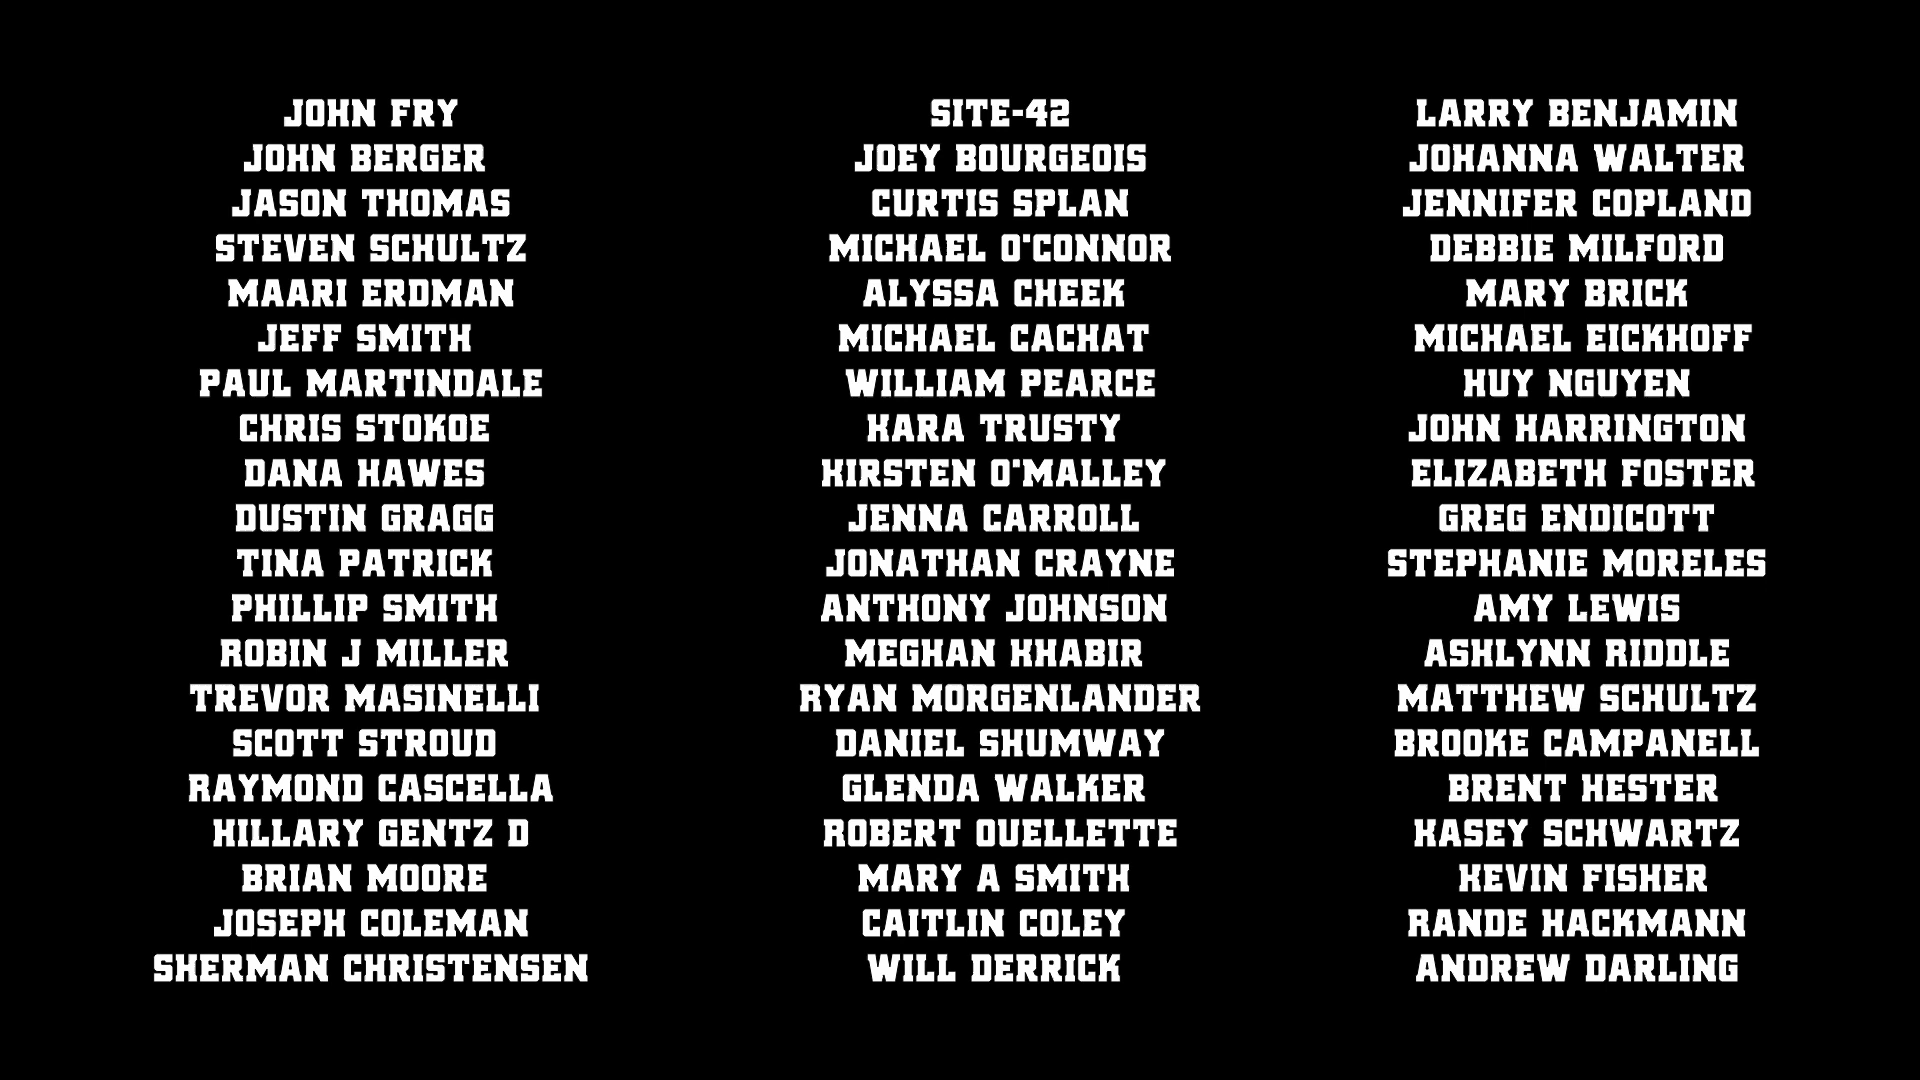 JOHN FRY
JOHN BERGER
JASON THOMAS
STEVEN SCHULTZ
MAARI ERDMAN
JEFF SMITH
PAUL MARTINDALE
CHRIS STOKOE
DANA HAWES
DUSTIN GRAGG
TINA PATRICK
PHILLIP SMITH
ROBIN J MILLER
TREVOR MASINELLI
SCOTT STROUD
RAYMOND CASCELLA
HILLARY GENTZ D
BRIAN MOORE
JOSEPH COLEMAN
SHERMAN CHRISTENSEN
SITE-42
JOEY BOURGEOIS
CURTIS SPLAN
MICHAEL O'CONNOR
ALYSSA CHEEK
MICHAEL CACHAT
WILLIAM PEARCE
KARA TRUSTY
KIRSTEN O'MALLEY
JENNA CARROLL
JONATHAN CRAYNE
ANTHONY JOHNSON
MEGHAN KHABIR
RYAN MORGENLANDER
DANIEL SHUMWAY
GLENDA WALKER
ROBERT OUELLETTE
MARY A SMITH
CAITLIN COLEY
WILL DERRICK
LARRY BENJAMIN
JOHANNA WALTER
JENNIFER COPLAND
DEBBIE MILFORD
MARY BRICK
MICHAEL EICKHOFF
HUY NGUYEN
JOHN HARRINGTON
ELIZABETH FOSTER
GREG ENDICOTT
STEPHANIE MORELES
AMY LEWIS
ASHLYNN RIDDLE
MATTHEW SCHULTZ
BROOKE CAMPANELL
BRENT HESTER
KASEY SCHWARTZ
KEVIN FISHER
RANDE HACKMANN
ANDREW DARLING